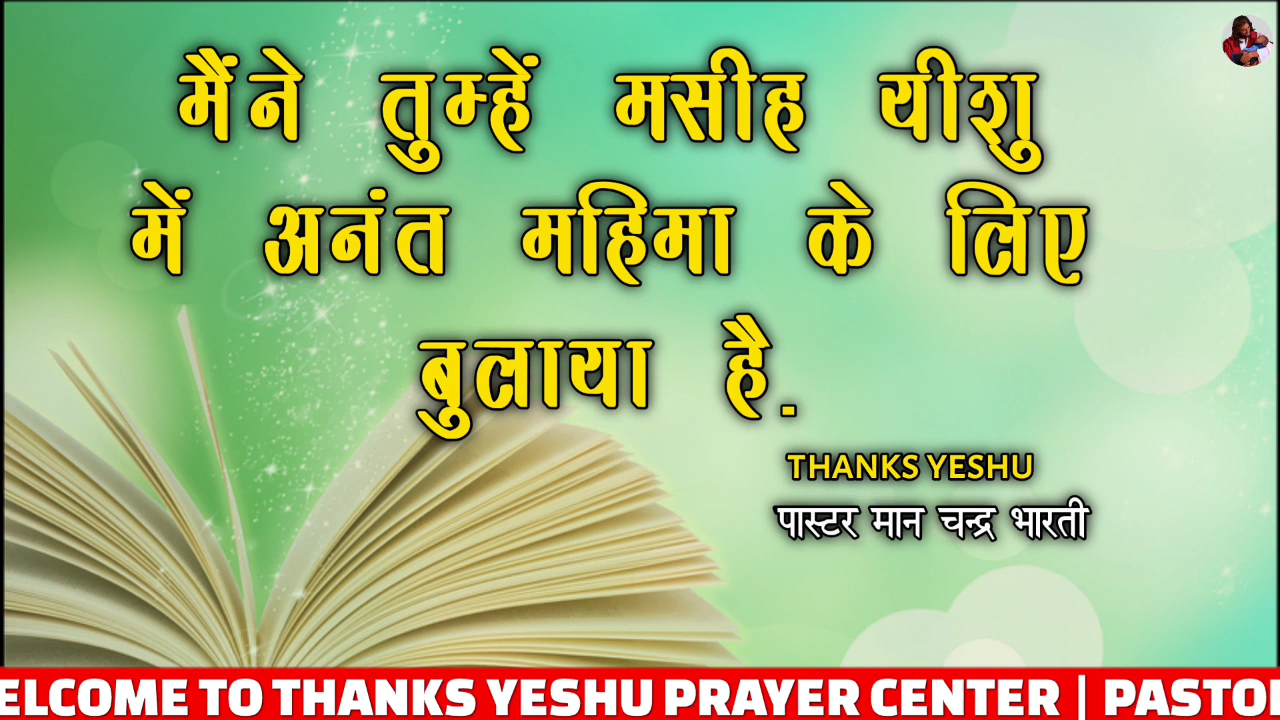 मैंने तुम्हें मसीह यीशु
में अनंत महिमा के लिए
बुलाया है.
THANKS YESHU
पास्टर मान चन्द्र भारती
ELCOME TO THANKS YESHU PRAYER CENTER | PASTO